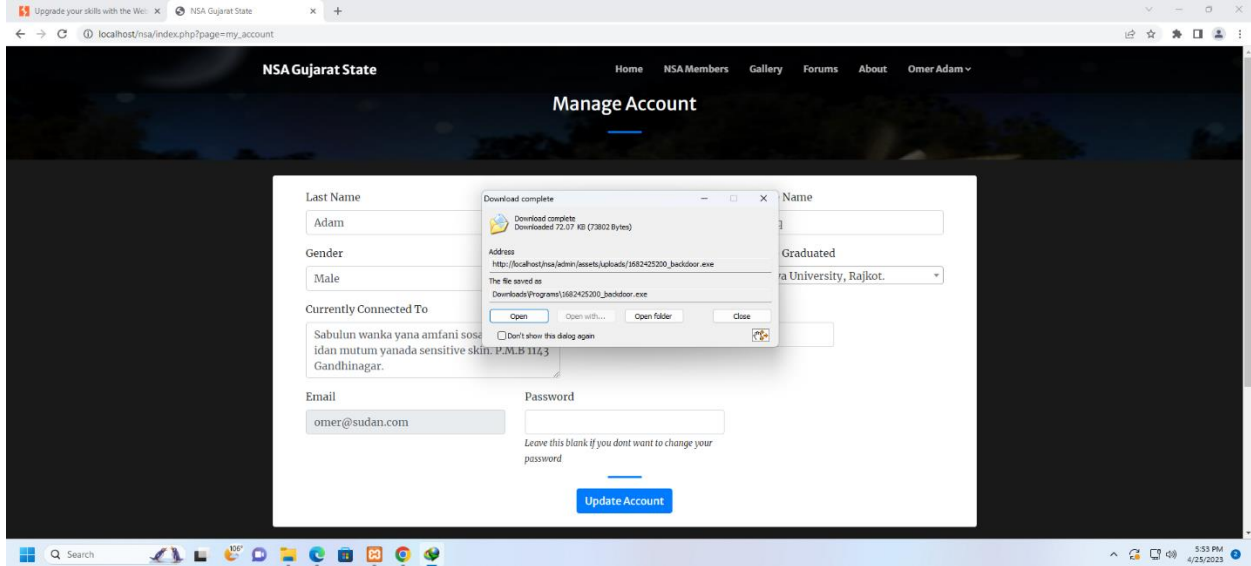 Upgrade your skills with the Web
NSA Gujarat State
localhost/nsa/index.php?page=my_account
NSA Gujarat State
Home NSA Members Gallery Forums About Omer Adam
Manage Account
Last Name
Name
Adam
Gender
Graduated
Male
University, Rajkot.
Currently Connected To
Sabulun wanka yana amfani sosa
idan mutum yanada sensitive skin. P.M.B 1143
Gandhinagar.
Email
Password
omer@sudan.com
Leave this blank if you dont want to change your
password
Update Account
Download complete
Download complete
Downloaded 72.07 KB (73802 Bytes)
Address
http://localhost/nsa/admin/assets/uploads/1682425200_backdoor.exe
The file saved as
Downloads\Programs\1682425200_backdoor.exe
Open Open with... Open folder Close
Don't show this dialog again
106°
Search
5:53 PM
4/25/2023
2